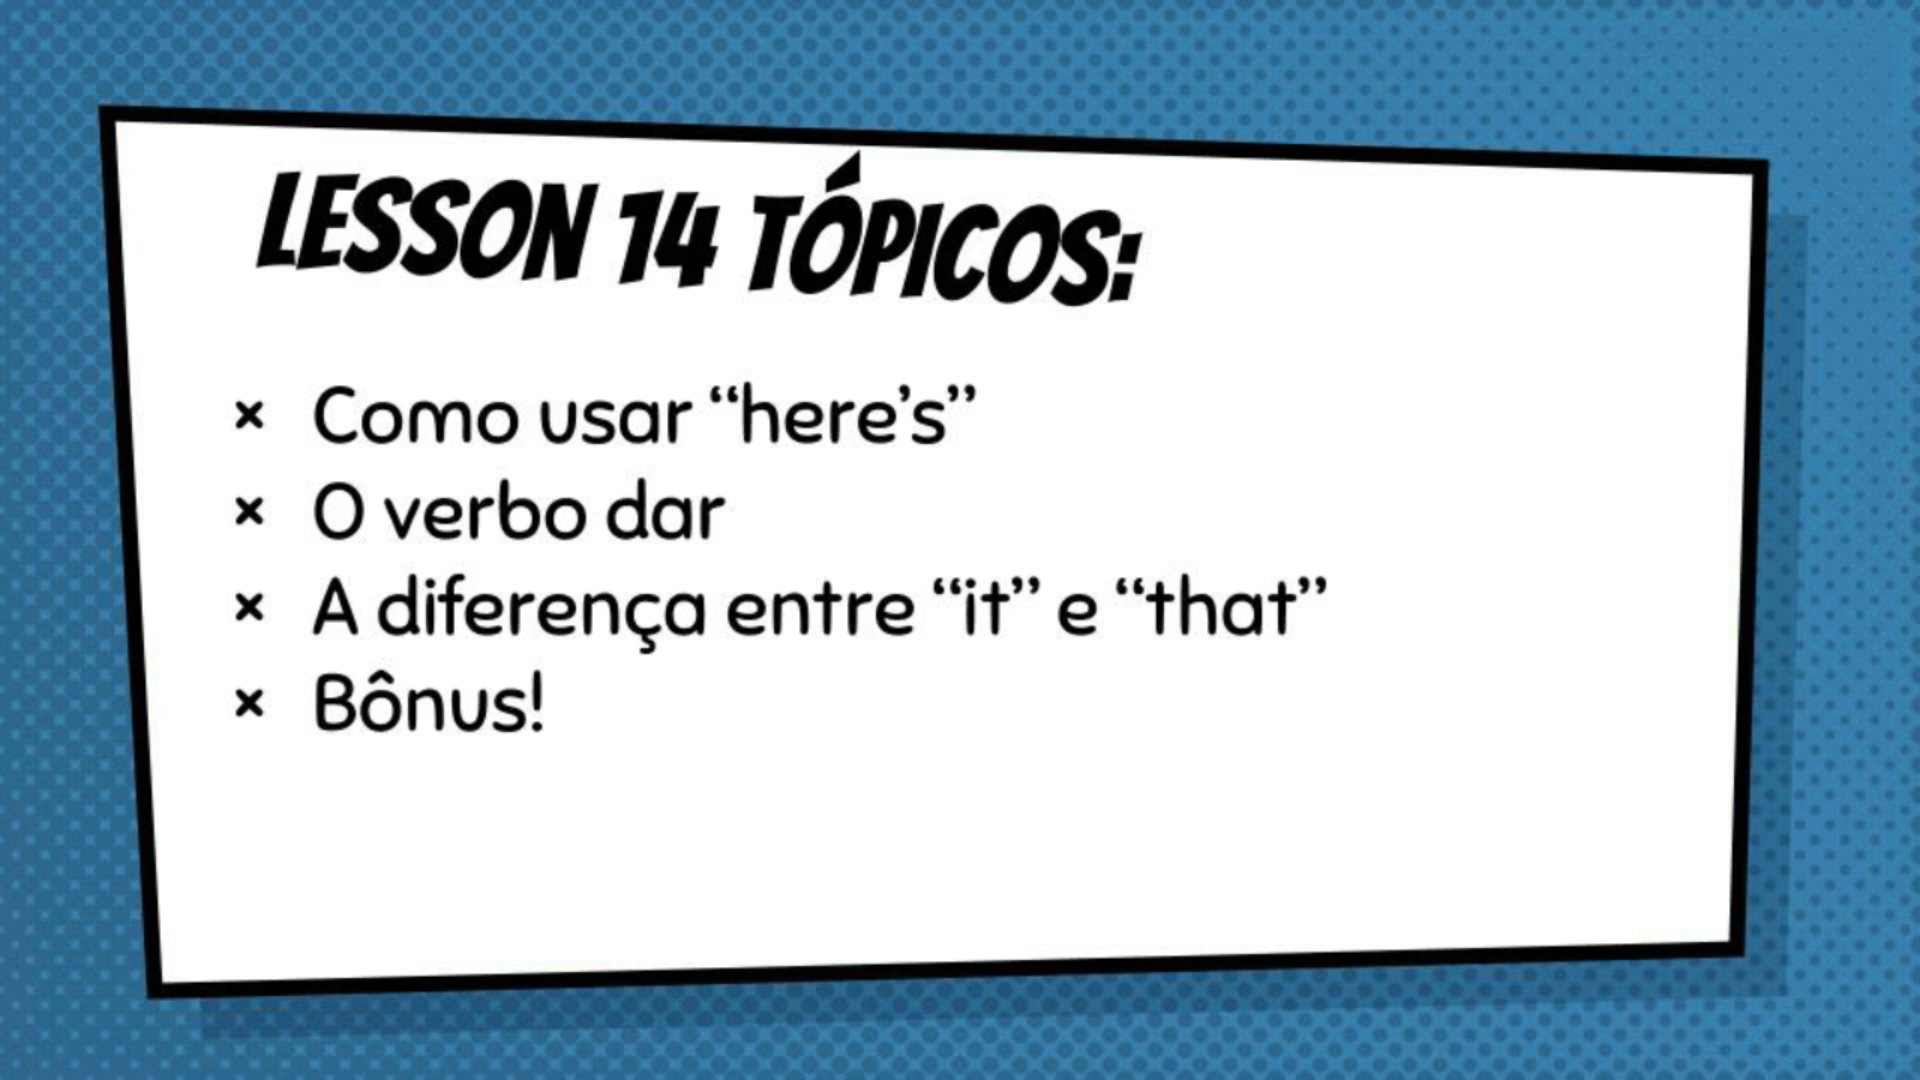 LESSON 14 TÓPICOS:
× Como usar “here’s”
× O verbo dar
× A diferença entre “it” e “that”
× Bônus!